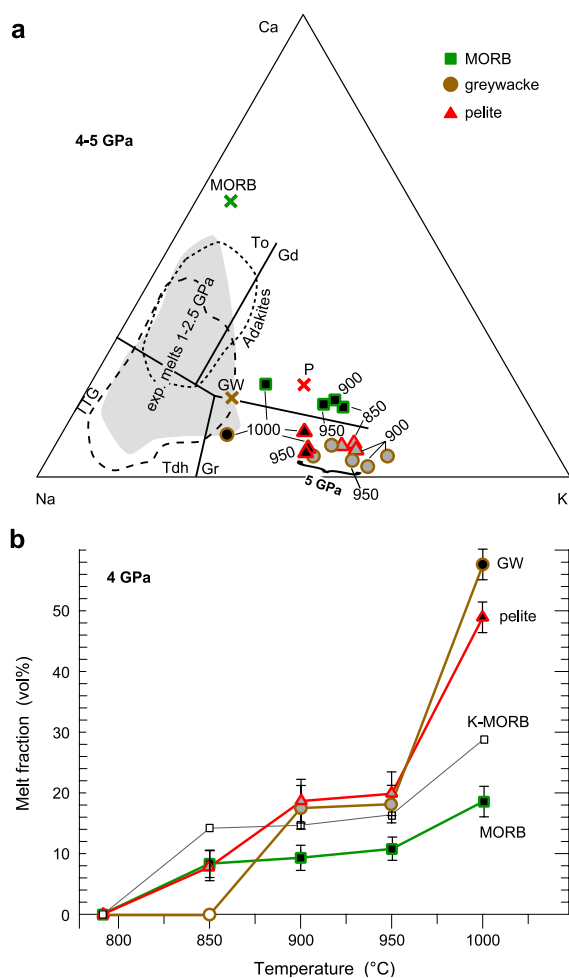 a
Ca
MORB
greywacke
pelite
4-5 GPa
MORB
To
Gd
exp. melts 1-2.5 GPa
Adakites
TTG
P
GW
900
850
950
1000
900
950
5 GPa
950
Tdh
Gr
Na
K
b
4 GPa
GW
pelite
K-MORB
MORB
Melt fraction (vol%)
50
40
30
20
10
0
800
850
900
950
1000
Temperature (°C)